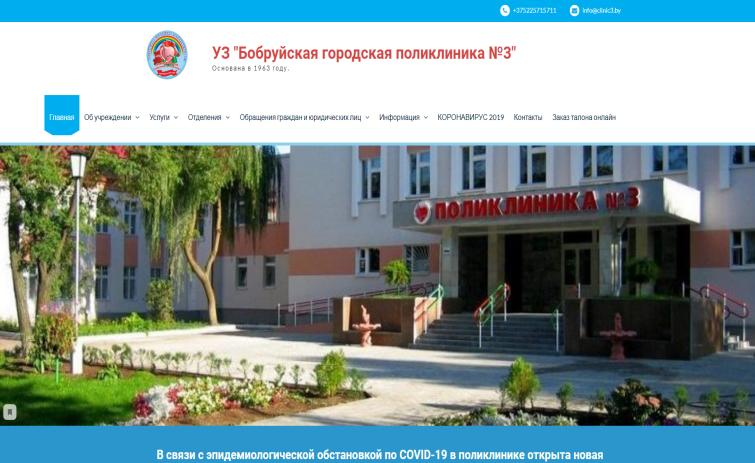 +375225715711 info@clinic3.by
УЗ "Бобруйская городская поликлиника №3"
Основана в 1963 году.
Главная Об учреждении Услуги Отделения Обращения граждан и юридических лиц Информация КОРОНАВИРУС 2019 Контакты Заказ талона онлайн
ПОЛИКЛИНИКА №3
В связи с эпидемиологической обстановкой по COVID-19 в поликлинике открыта новая